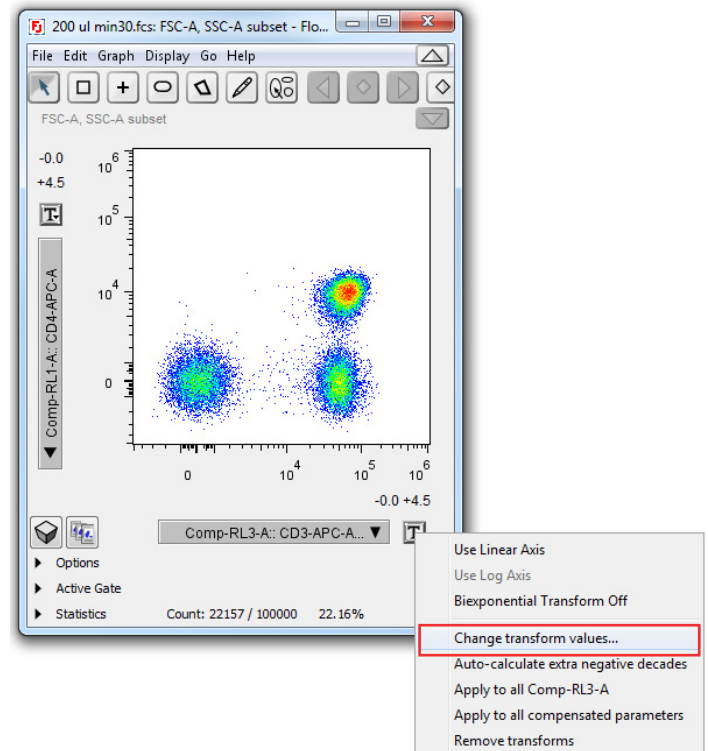 200 ul min30.fcs: FSC-A, SSC-A subset - Flo...
File Edit Graph Display Go Help
FSC-A, SSC-A subset
-0.0
+4.5
T
10^6
10^5
10^4
0
Comp-RL1-A:: CD4-APC-A
0 10^4 10^5 10^6
-0.0 +4.5
Comp-RL3-A:: CD3-APC-A...
T
Options
Active Gate
Statistics Count: 22157 / 100000 22.16%
Use Linear Axis
Use Log Axis
Biexponential Transform Off
Change transform values...
Auto-calculate extra negative decades
Apply to all Comp-RL3-A
Apply to all compensated parameters
Remove transforms